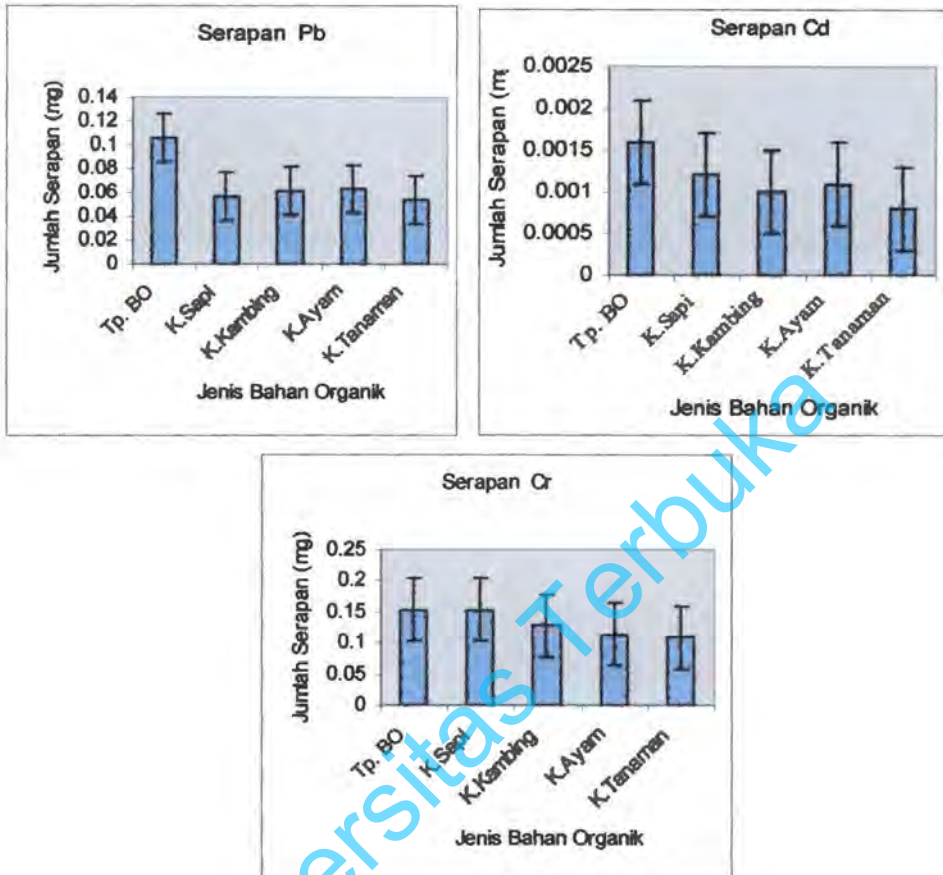 Serapan Pb
Jumlah Serapan (mg)
0.14
0.12
0.1
0.08
0.06
0.04
0.02
0
Tp. BO
K.Sapi
K.Kambing
K.Ayam
K.Tanaman
Jenis Bahan Organik
Serapan Cd
Jumlah Serapan (m
0.0025
0.002
0.0015
0.001
0.0005
0
Tp. BO
K.Sapi
K.Kambing
K.Ayam
K.Tanaman
Jenis Bahan Organik
Serapan Cr
Jumlah Serapan (mg)
0.25
0.2
0.15
0.1
0.05
0
Tp. BO
K.Sapi
K.Kambing
K.Ayam
K.Tanaman
Jenis Bahan Organik
ersitas Terbuka